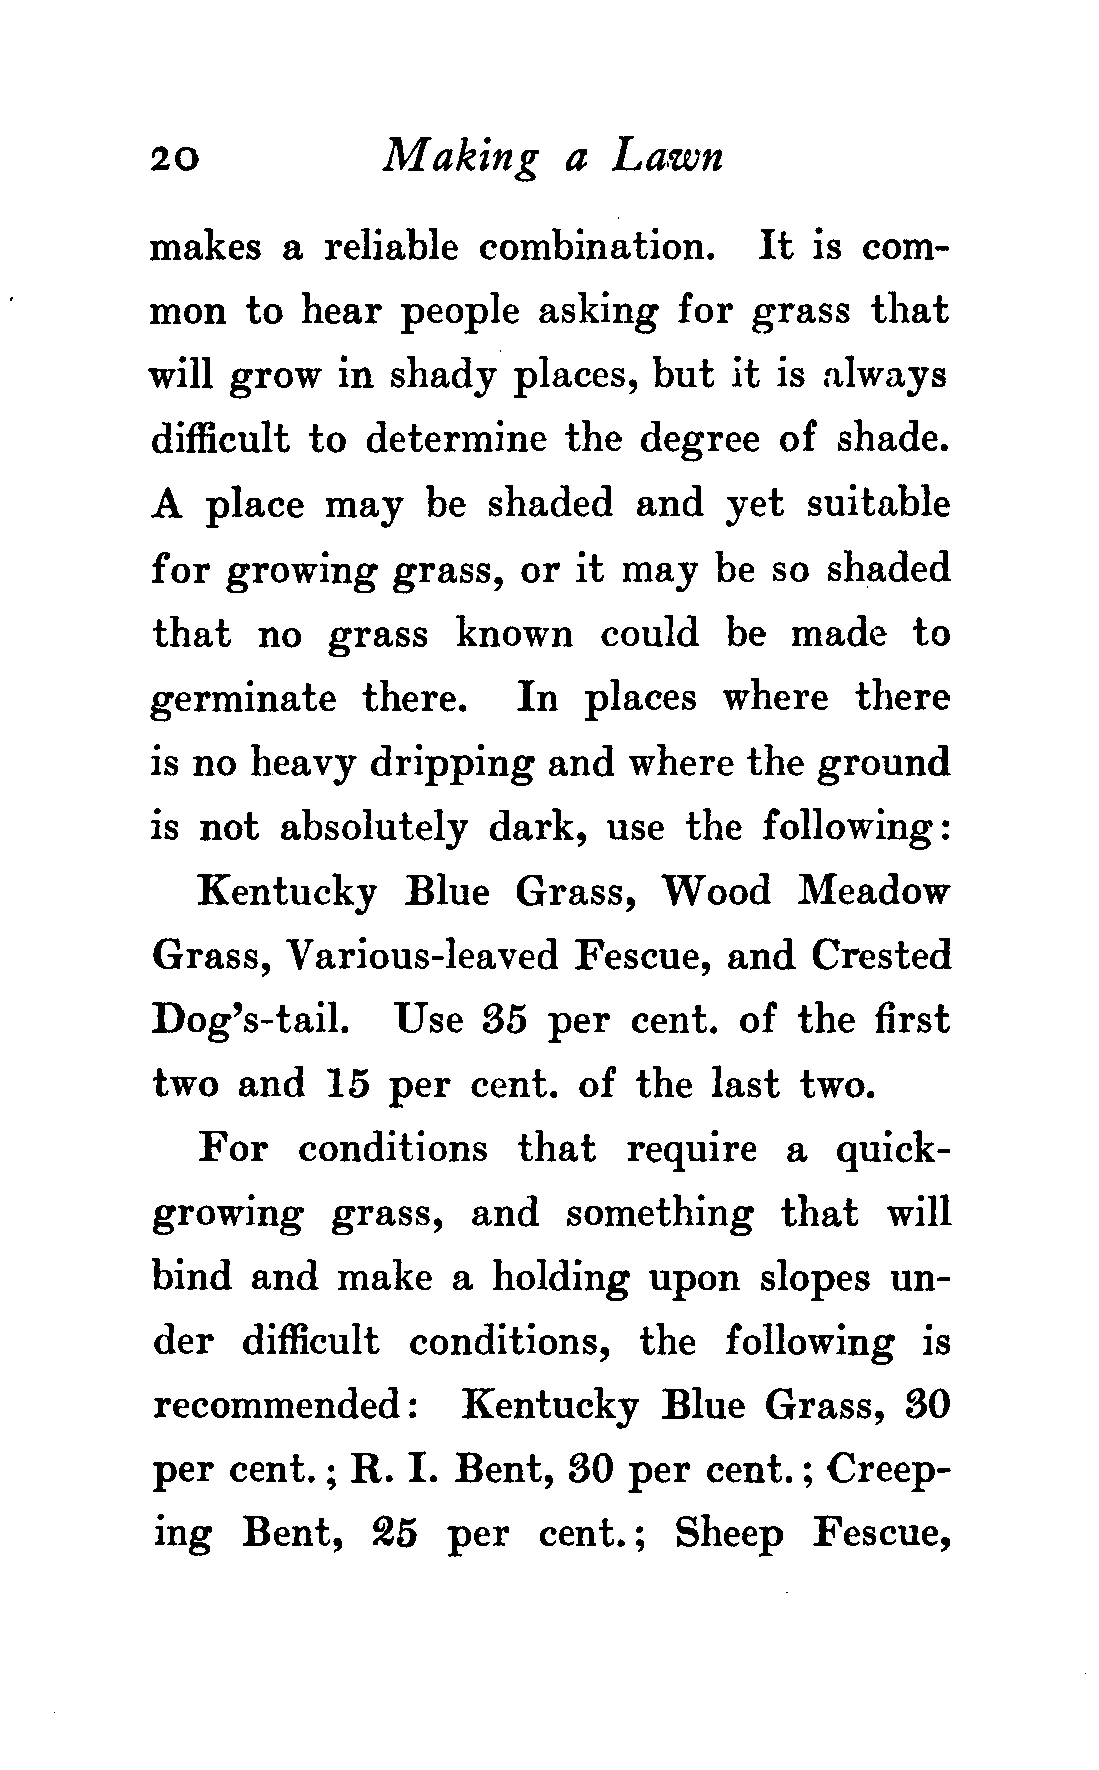 20 Making a Lawn
makes a reliable combination. It is com-
mon to hear people asking for grass that
will grow in shady places, but it is always
difficult to determine the degree of shade.
A place may be shaded and yet suitable
for growing grass, or it may be so shaded
that no grass known could be made to
germinate there. In places where there
is no heavy dripping and where the ground
is not absolutely dark, use the following:
Kentucky Blue Grass, Wood Meadow
Grass, Various-leaved Fescue, and Crested
Dog's-tail. Use 35 per cent. of the first
two and 15 per cent. of the last two.
For conditions that require a quick-
growing grass, and something that will
bind and make a holding upon slopes un-
der difficult conditions, the following is
recommended: Kentucky Blue Grass, 30
per cent.; R. I. Bent, 30 per cent.; Creep-
ing Bent, 25 per cent.; Sheep Fescue,